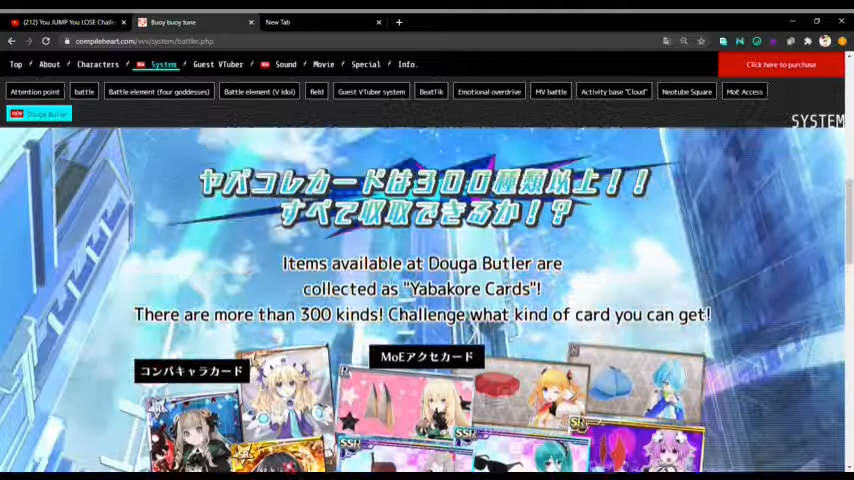 (212) You JUMP You LOSE Chall
Buoy buoy tune
New Tab
compileheart.com/vvv/system/battler.php
Top / About / Characters / System / Guest VTuber / Sound / Movie / Special / Info.
Click here to purchase
Attention point
battle
Battle element (four goddesses)
Battle element (V idol)
field
Guest VTuber system
BeatTik
Emotional overdrive
MV battle
Activity base "Cloud"
Neotube Square
MoE Access
NEW Douga Butler
SYSTEM
ヤバコレカードは300種類以上!!
すべて収取できるか!?
Items available at Douga Butler are
collected as "Yabakore Cards"!
There are more than 300 kinds! Challenge what kind of card you can get!
コンパキャラカード
MoEアクセカード
R
SSR
SSR
SR